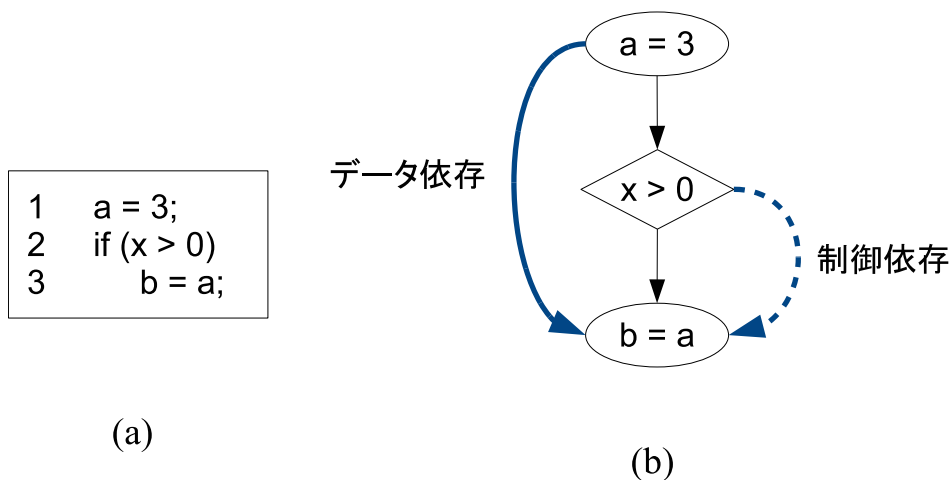 1 a = 3;
2 if (x > 0)
3 b = a;
(a)
a = 3
データ依存
x > 0
制御依存
b = a
(b)